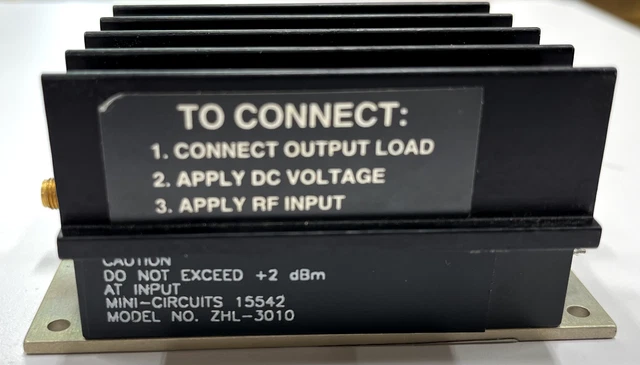 TO CONNECT:
1. CONNECT OUTPUT LOAD
2. APPLY DC VOLTAGE
3. APPLY RF INPUT
CAUTION
DO NOT EXCEED +2 dBm
AT INPUT
MINI-CIRCUITS 15542
MODEL NO. ZHL-3010